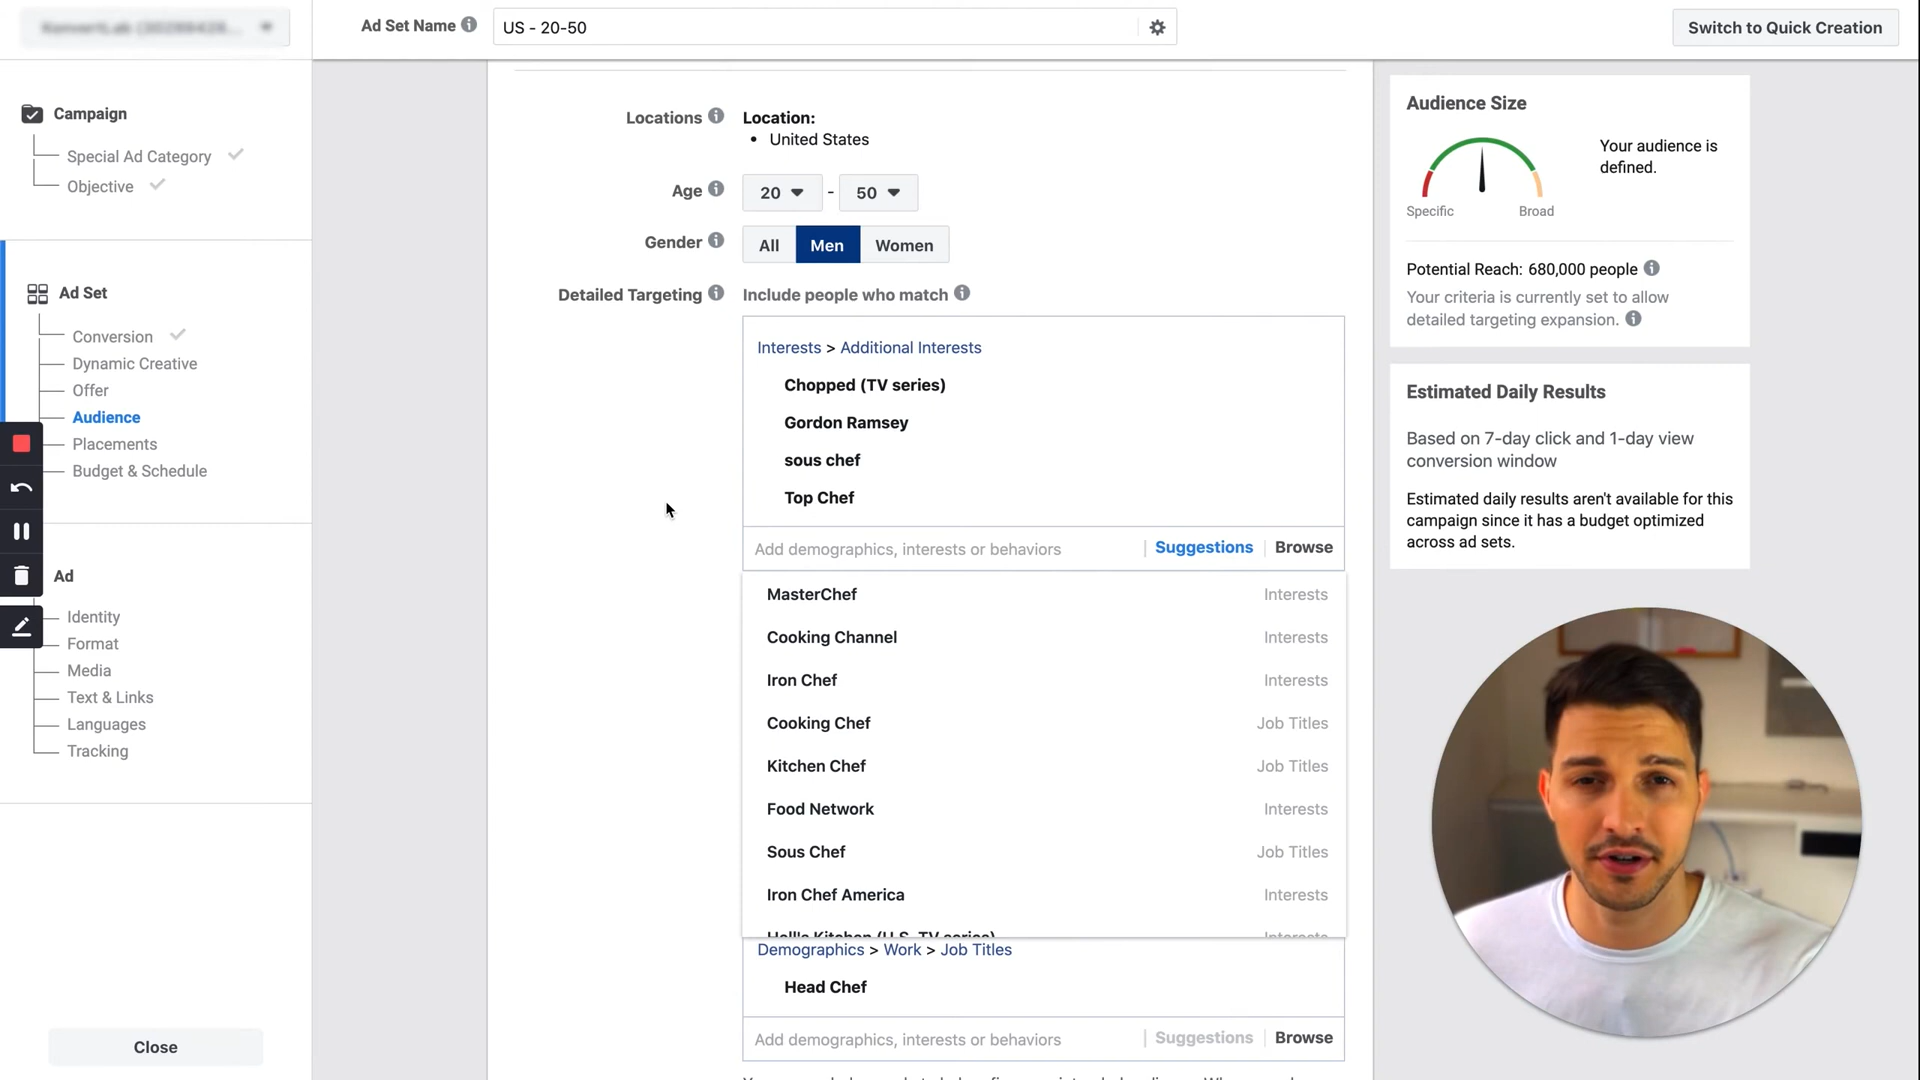 Ad Set Name
US - 20-50
Switch to Quick Creation
Campaign
Special Ad Category
Objective
Ad Set
Conversion
Dynamic Creative
Offer
Audience
Placements
Budget & Schedule
Ad
Identity
Format
Media
Text & Links
Languages
Tracking
Close
Locations
Location:
• United States
Age
20 - 50
Gender
All Men Women
Detailed Targeting
Include people who match
Interests > Additional Interests
Chopped (TV series)
Gordon Ramsey
sous chef
Top Chef
Add demographics, interests or behaviors | Suggestions | Browse
MasterChef Interests
Cooking Channel Interests
Iron Chef Interests
Cooking Chef Job Titles
Kitchen Chef Job Titles
Food Network Interests
Sous Chef Job Titles
Iron Chef America Interests
Hell's Kitchen (U.S. TV series) Interests
Demographics > Work > Job Titles
Head Chef
Add demographics, interests or behaviors | Suggestions | Browse
Audience Size
Specific
Broad
Your audience is
defined.
Potential Reach: 680,000 people
Your criteria is currently set to allow
detailed targeting expansion.
Estimated Daily Results
Based on 7-day click and 1-day view
conversion window
Estimated daily results aren't available for this
campaign since it has a budget optimized
across ad sets.